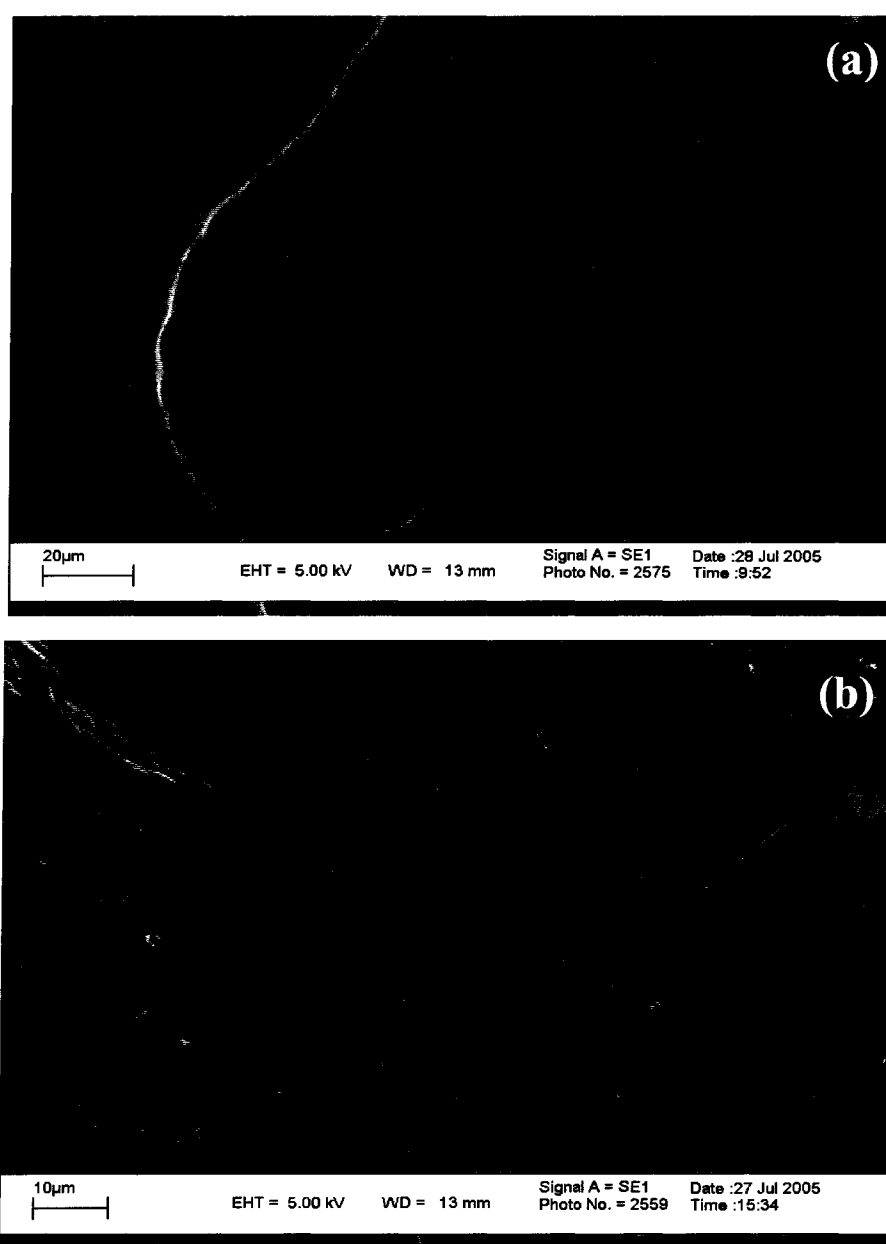 (a)
20µm
EHT = 5.00 kV WD = 13 mm
Signal A = SE1 Date :28 Jul 2005
Photo No. = 2575 Time :9:52
(b)
10µm
EHT = 5.00 kV WD = 13 mm
Signal A = SE1 Date :27 Jul 2005
Photo No. = 2559 Time :15:34